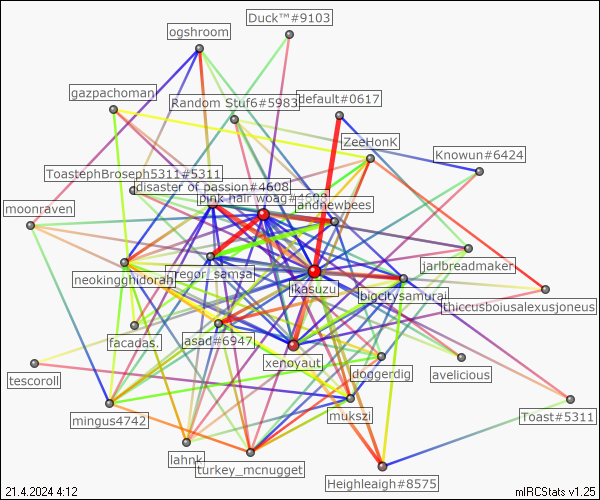 Duck™#9103
ogshroom
gazpachoman
Random Stuf6#5983
default#0617
ZeeHonK
Knowun#6424
ToastephBroseph5311#5311
disaster of passion#4608
pink hair woag#4608
andrewbees
moonraven
jarlbreadmaker
neokingghidorah
gregor_samsa
ikasuzu
bigcitysamurai
thiccusboiusalexusjoneus
facadas.
asad#6947
xenoyaut
doggerdig
avelicious
tescoroll
mingus4742
mukszi
Toast#5311
lahnk
turkey_mcnugget
Heighleaigh#8575
21.4.2024 4:12
mIRCStats v1.25